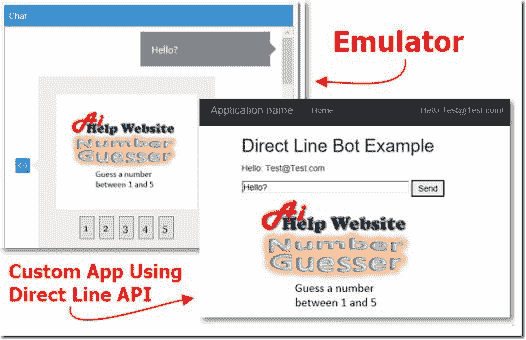 Chat
Hello?
Ai
Help Website
Number
Guesser
Guess a number
between 1 and 5
1 2 3 4 5
Emulator
Application name Home Hello Test@Test.com!
Direct Line Bot Example
Hello: Test@Test.com
Hello? Send
Ai
Help Website
Number
Guesser
Guess a number
between 1 and 5
Custom App Using
Direct Line API